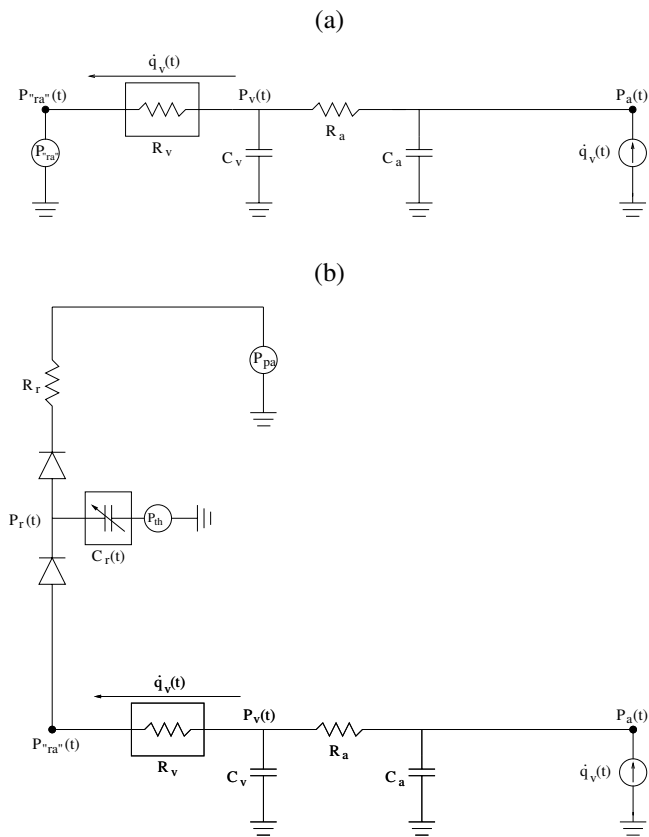 (a)
q̇v(t)
P"ra"(t) Pv(t) Pa(t)
P"ra" Rv Cv Ra Ca q̇v(t)
(b)
Ppa
Rr
Pr(t) Pth
Cr(t)
q̇v(t)
Pv(t) Pa(t)
P"ra"(t) Rv Cv Ra Ca q̇v(t)